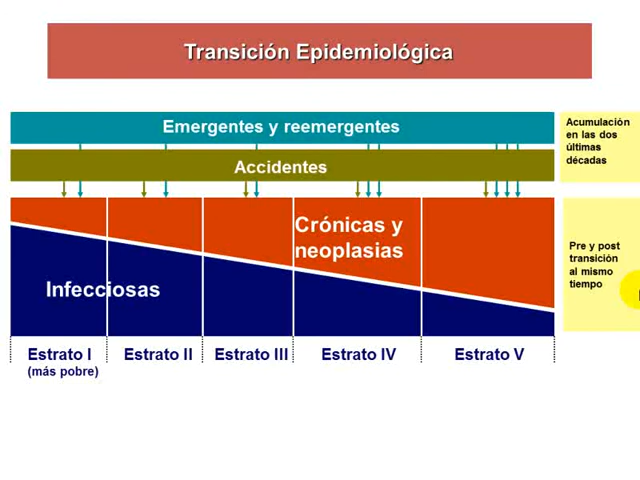 Transición Epidemiológica
Emergentes y reemergentes
Acumulación
en las dos
últimas
décadas
Accidentes
Crónicas y
neoplasias
Infecciosas
Pre y post
transición
al mismo
tiempo
Estrato I
(más pobre)
Estrato II
Estrato III
Estrato IV
Estrato V